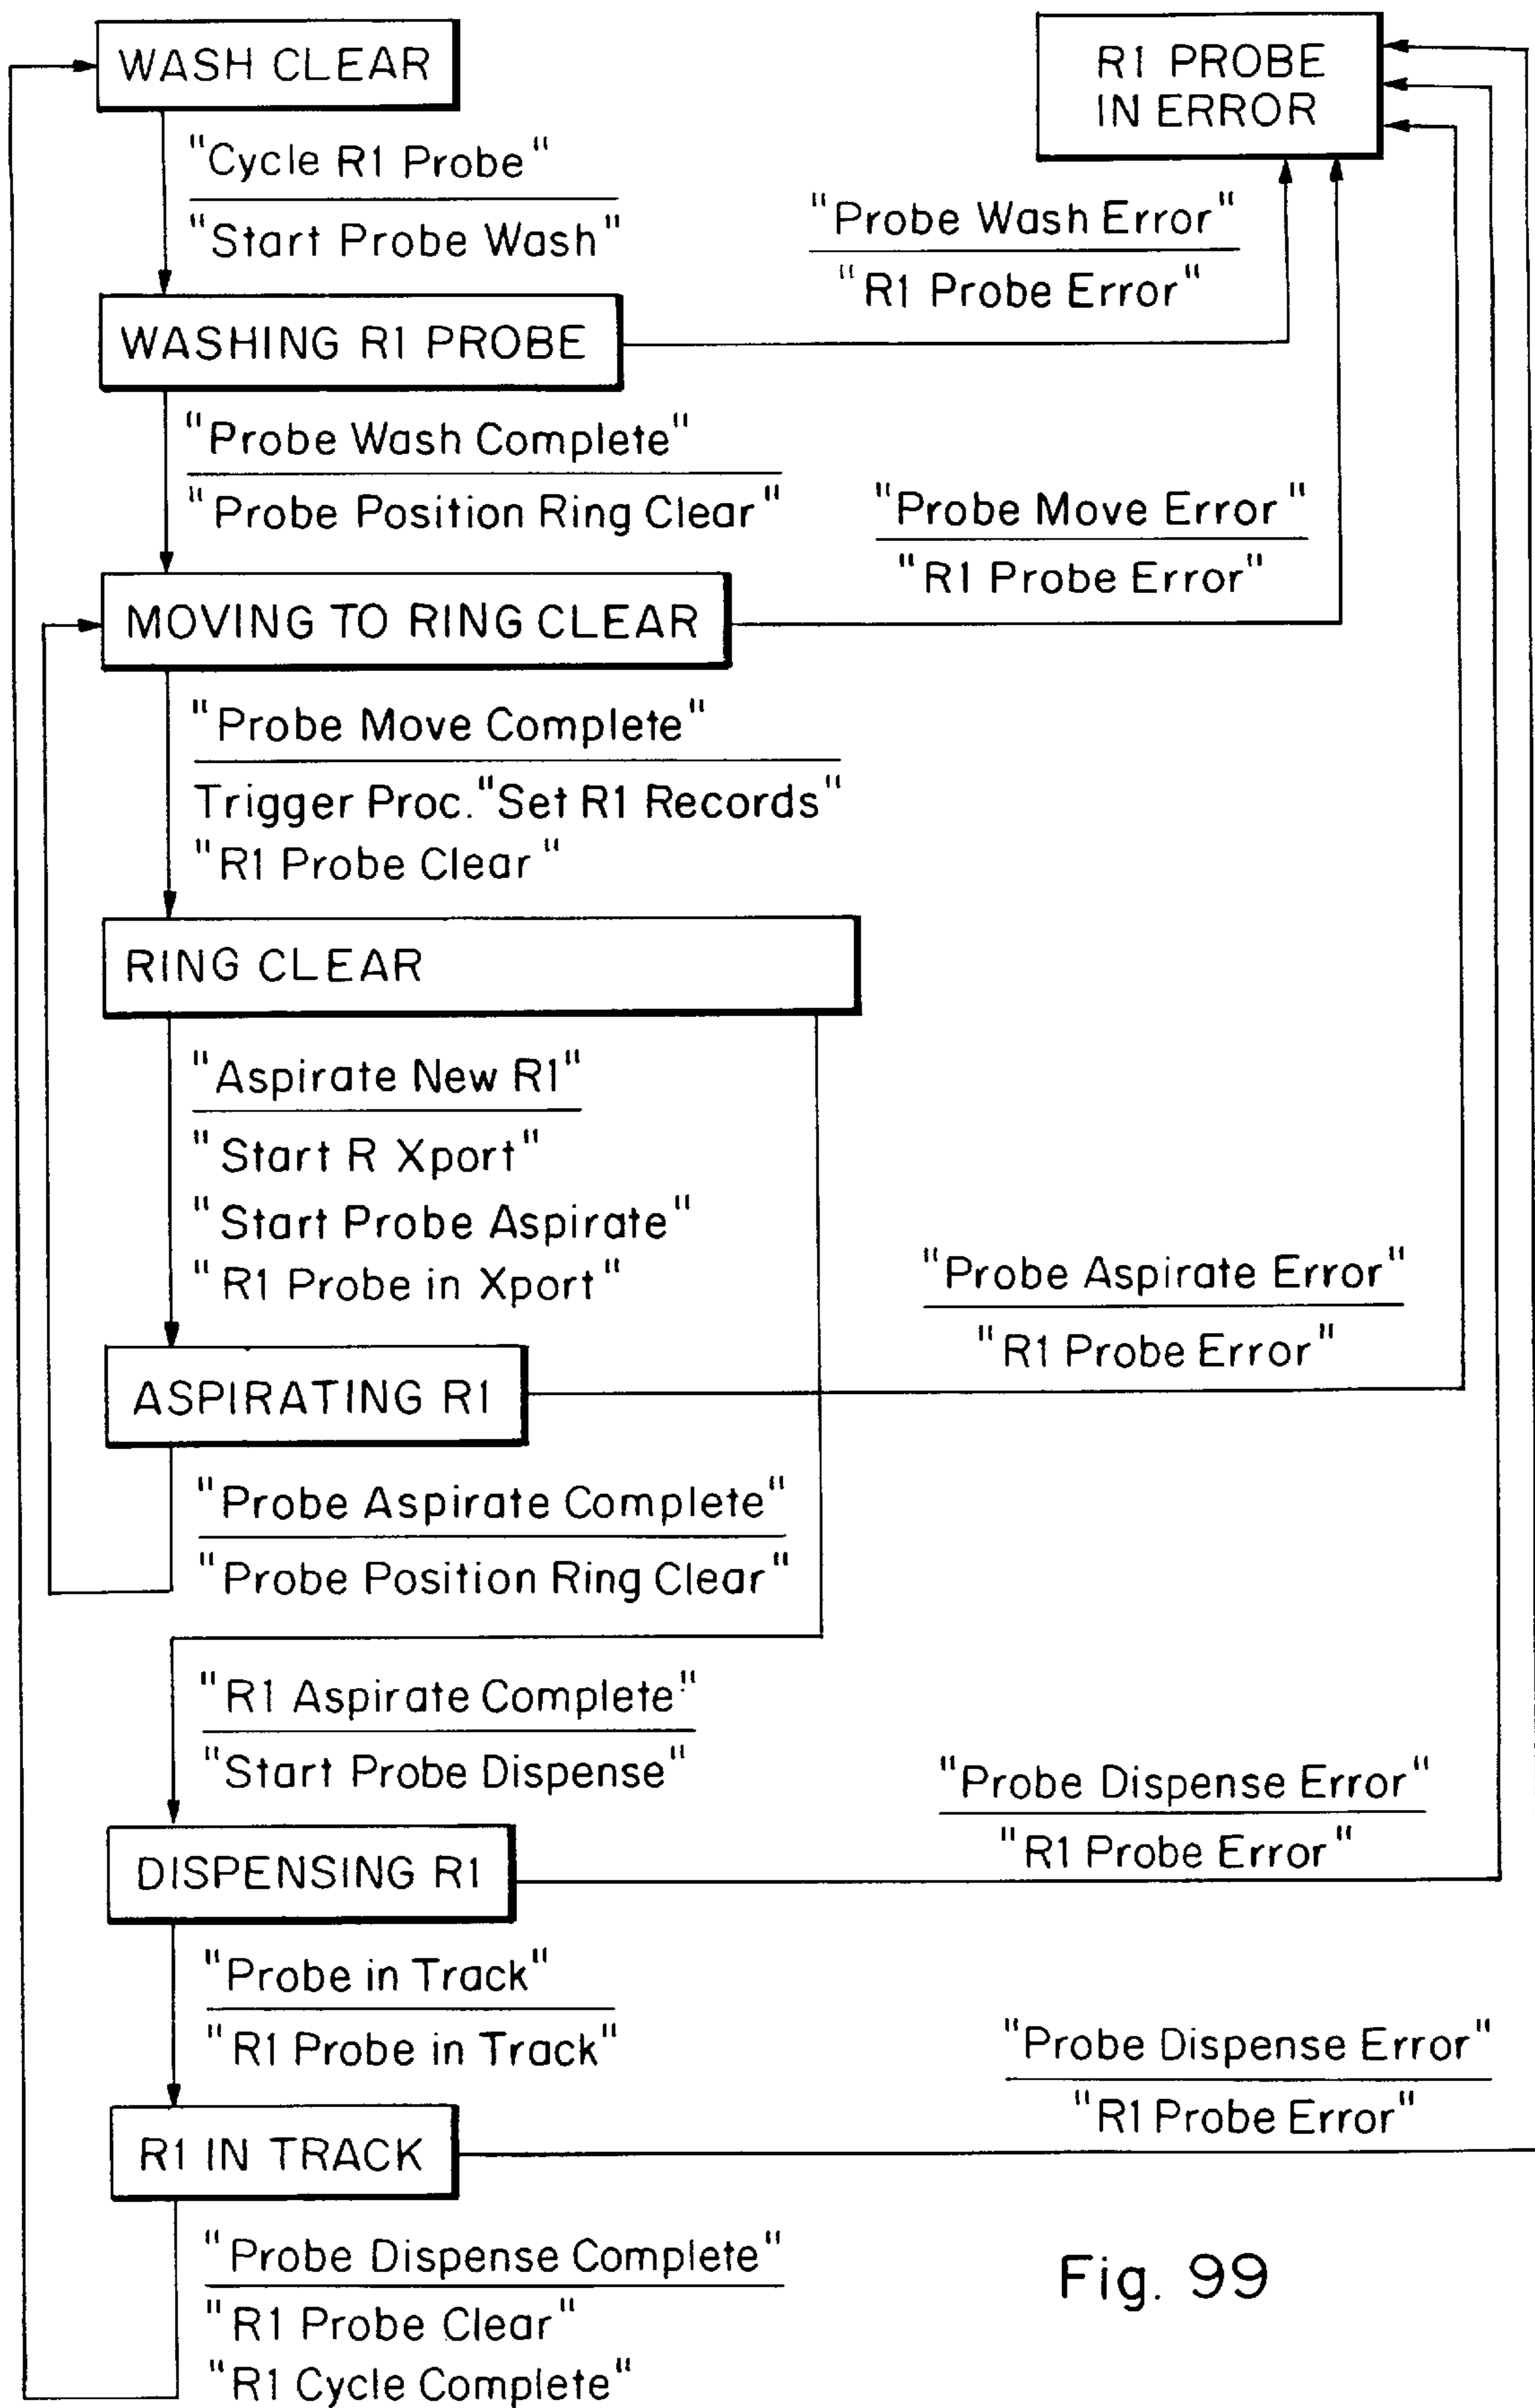 WASH CLEAR
R1 PROBE
IN ERROR
"Cycle R1 Probe"
"Start Probe Wash"
"Probe Wash Error"
"R1 Probe Error"
WASHING R1 PROBE
"Probe Wash Complete"
"Probe Position Ring Clear"
"Probe Move Error"
"R1 Probe Error"
MOVING TO RING CLEAR
"Probe Move Complete"
Trigger Proc. "Set R1 Records"
"R1 Probe Clear"
RING CLEAR
"Aspirate New R1"
"Start R Xport"
"Start Probe Aspirate"
"R1 Probe in Xport"
"Probe Aspirate Error"
"R1 Probe Error"
ASPIRATING R1
"Probe Aspirate Complete"
"Probe Position Ring Clear"
"R1 Aspirate Complete"
"Start Probe Dispense"
"Probe Dispense Error"
"R1 Probe Error"
DISPENSING R1
"Probe in Track"
"R1 Probe in Track"
"Probe Dispense Error"
"R1 Probe Error"
R1 IN TRACK
"Probe Dispense Complete"
"R1 Probe Clear"
"R1 Cycle Complete"
Fig. 99